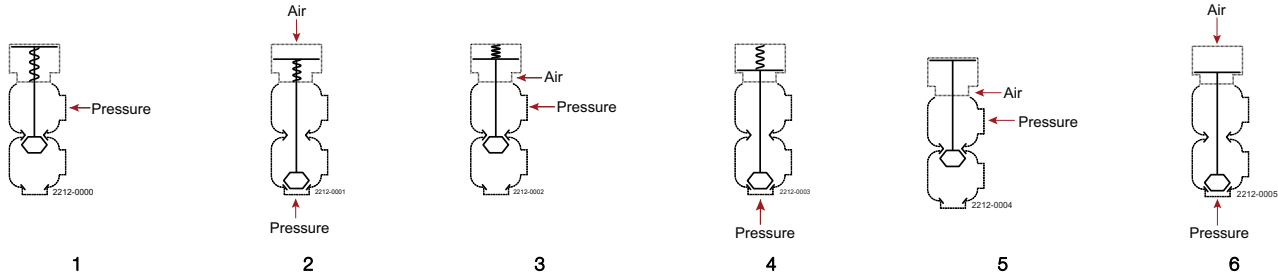 Pressure
2212-0000
1
Air
2212-0001
Pressure
2
Air
Pressure
2212-0002
3
2212-0003
Pressure
4
Air
Pressure
2212-0004
5
Air
2212-0005
Pressure
6